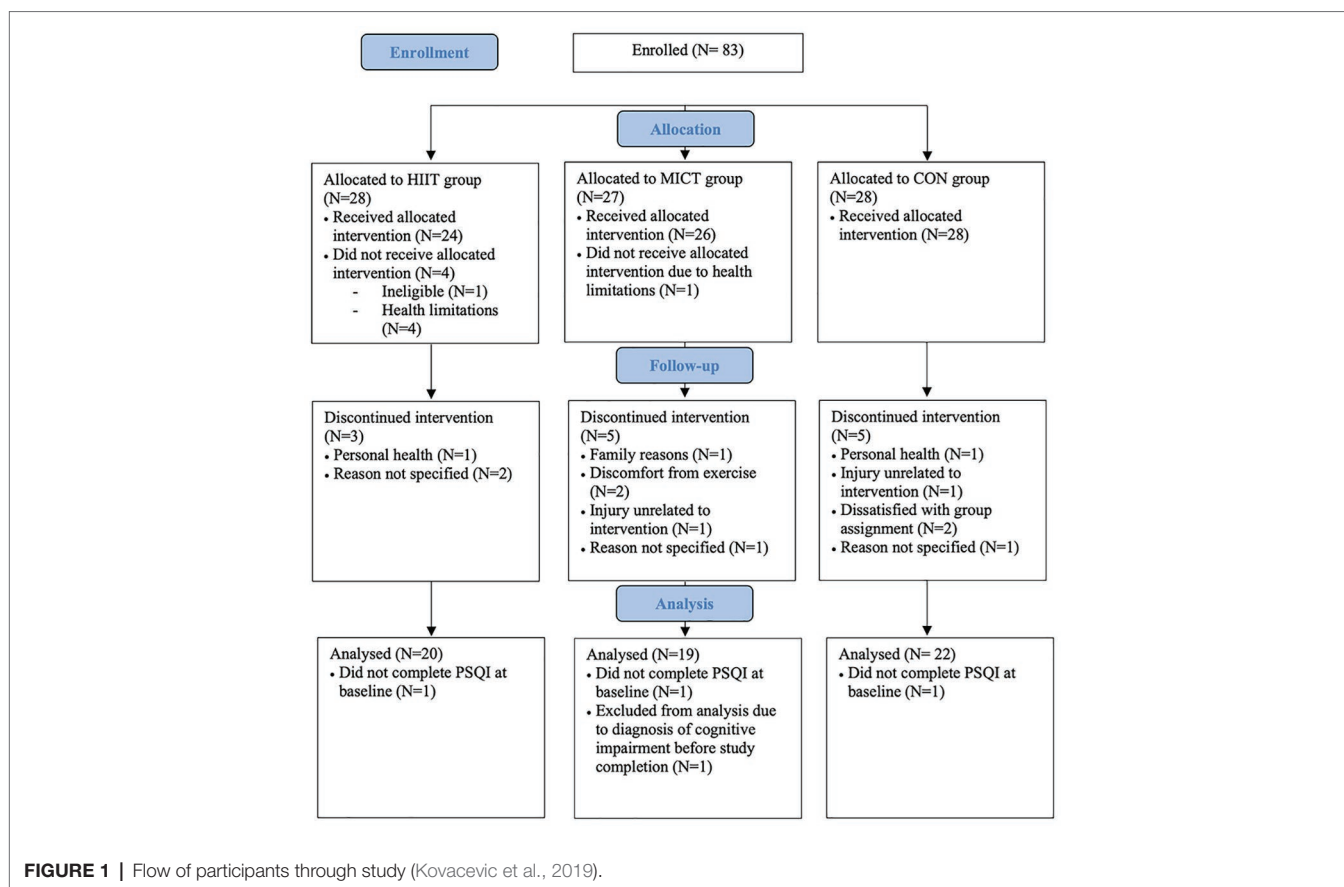 Enrollment
Enrolled (N= 83)
Allocation
Allocated to HIIT group
(N=28)
• Received allocated
intervention (N=24)
• Did not receive allocated
intervention (N=4)
- Ineligible (N=1)
- Health limitations
(N=4)
Allocated to MICT group
(N=27)
• Received allocated
intervention (N=26)
• Did not receive allocated
intervention due to health
limitations (N=1)
Allocated to CON group
(N=28)
• Received allocated
intervention (N=28)
Follow-up
Discontinued intervention
(N=3)
• Personal health (N=1)
• Reason not specified (N=2)
Discontinued intervention
(N=5)
• Family reasons (N=1)
• Discomfort from exercise
(N=2)
• Injury unrelated to
intervention (N=1)
• Reason not specified (N=1)
Discontinued intervention
(N=5)
• Personal health (N=1)
• Injury unrelated to
intervention (N=1)
• Dissatisfied with group
assignment (N=2)
• Reason not specified (N=1)
Analysis
Analysed (N=20)
• Did not complete PSQI at
baseline (N=1)
Analysed (N=19)
• Did not complete PSQI at
baseline (N=1)
• Excluded from analysis due
to diagnosis of cognitive
impairment before study
completion (N=1)
Analysed (N= 22)
• Did not complete PSQI at
baseline (N=1)
FIGURE 1 | Flow of participants through study (Kovacevic et al., 2019).